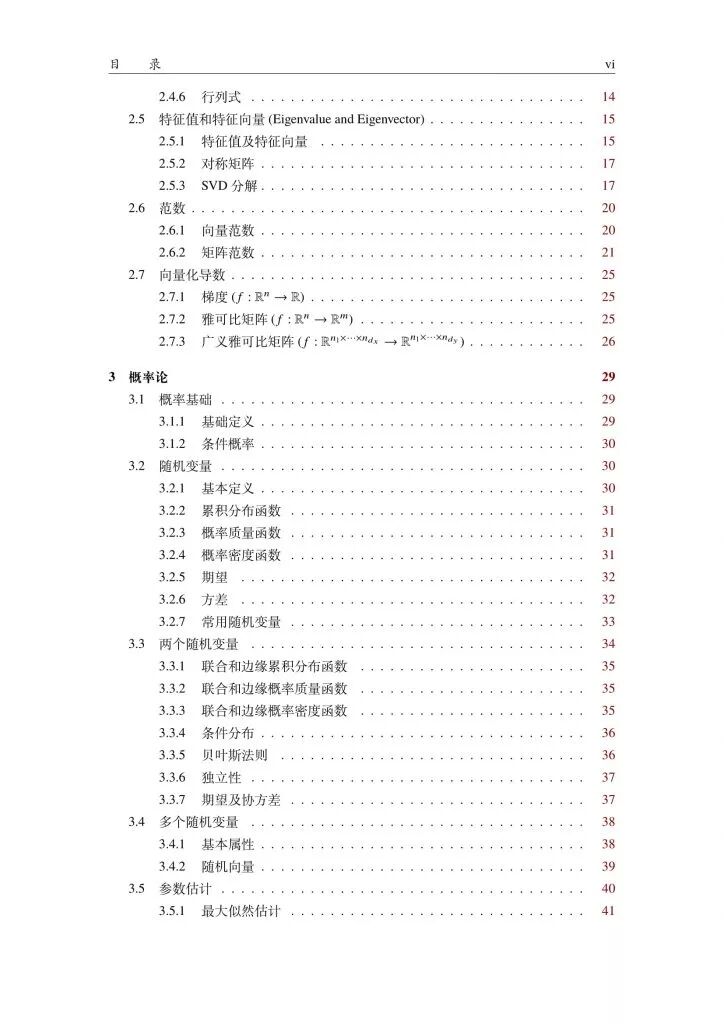 目 录 vi
2.4.6 行列式 . . . . . . . . . . . . . . . . . . . . . . . . . . . . . . . . . . 14
2.5 特征值和特征向量 (Eigenvalue and Eigenvector) . . . . . . . . . . . . . . . . 15
2.5.1 特征值及特征向量 . . . . . . . . . . . . . . . . . . . . . . . . . . . 15
2.5.2 对称矩阵 . . . . . . . . . . . . . . . . . . . . . . . . . . . . . . . . . 17
2.5.3 SVD 分解 . . . . . . . . . . . . . . . . . . . . . . . . . . . . . . . . . 17
2.6 范数 . . . . . . . . . . . . . . . . . . . . . . . . . . . . . . . . . . . . . . . . 20
2.6.1 向量范数 . . . . . . . . . . . . . . . . . . . . . . . . . . . . . . . . . 20
2.6.2 矩阵范数 . . . . . . . . . . . . . . . . . . . . . . . . . . . . . . . . . 21
2.7 向量化导数 . . . . . . . . . . . . . . . . . . . . . . . . . . . . . . . . . . . . 25
2.7.1 梯度 (f : ℝⁿ → ℝ) . . . . . . . . . . . . . . . . . . . . . . . . . . . . 25
2.7.2 雅可比矩阵 (f : ℝⁿ → ℝᵐ) . . . . . . . . . . . . . . . . . . . . . . . 25
2.7.3 广义雅可比矩阵 (f : ℝ^{n₁×···×n_{d_x}} → ℝ^{n₁×···×n_{d_y}}) . . . . . . . . . . . . 26
3 概率论 29
3.1 概率基础 . . . . . . . . . . . . . . . . . . . . . . . . . . . . . . . . . . . . . 29
3.1.1 基础定义 . . . . . . . . . . . . . . . . . . . . . . . . . . . . . . . . . 29
3.1.2 条件概率 . . . . . . . . . . . . . . . . . . . . . . . . . . . . . . . . . 30
3.2 随机变量 . . . . . . . . . . . . . . . . . . . . . . . . . . . . . . . . . . . . . 30
3.2.1 基本定义 . . . . . . . . . . . . . . . . . . . . . . . . . . . . . . . . . 30
3.2.2 累积分布函数 . . . . . . . . . . . . . . . . . . . . . . . . . . . . . . 31
3.2.3 概率质量函数 . . . . . . . . . . . . . . . . . . . . . . . . . . . . . . 31
3.2.4 概率密度函数 . . . . . . . . . . . . . . . . . . . . . . . . . . . . . . 31
3.2.5 期望 . . . . . . . . . . . . . . . . . . . . . . . . . . . . . . . . . . . 32
3.2.6 方差 . . . . . . . . . . . . . . . . . . . . . . . . . . . . . . . . . . . 32
3.2.7 常用随机变量 . . . . . . . . . . . . . . . . . . . . . . . . . . . . . . 33
3.3 两个随机变量 . . . . . . . . . . . . . . . . . . . . . . . . . . . . . . . . . . 34
3.3.1 联合和边缘累积分布函数 . . . . . . . . . . . . . . . . . . . . . . . 35
3.3.2 联合和边缘概率质量函数 . . . . . . . . . . . . . . . . . . . . . . . 35
3.3.3 联合和边缘概率密度函数 . . . . . . . . . . . . . . . . . . . . . . . 35
3.3.4 条件分布 . . . . . . . . . . . . . . . . . . . . . . . . . . . . . . . . . 36
3.3.5 贝叶斯法则 . . . . . . . . . . . . . . . . . . . . . . . . . . . . . . . 36
3.3.6 独立性 . . . . . . . . . . . . . . . . . . . . . . . . . . . . . . . . . . 37
3.3.7 期望及协方差 . . . . . . . . . . . . . . . . . . . . . . . . . . . . . . 37
3.4 多个随机变量 . . . . . . . . . . . . . . . . . . . . . . . . . . . . . . . . . . 38
3.4.1 基本属性 . . . . . . . . . . . . . . . . . . . . . . . . . . . . . . . . . 38
3.4.2 随机向量 . . . . . . . . . . . . . . . . . . . . . . . . . . . . . . . . . 39
3.5 参数估计 . . . . . . . . . . . . . . . . . . . . . . . . . . . . . . . . . . . . . 40
3.5.1 最大似然估计 . . . . . . . . . . . . . . . . . . . . . . . . . . . . . . 41